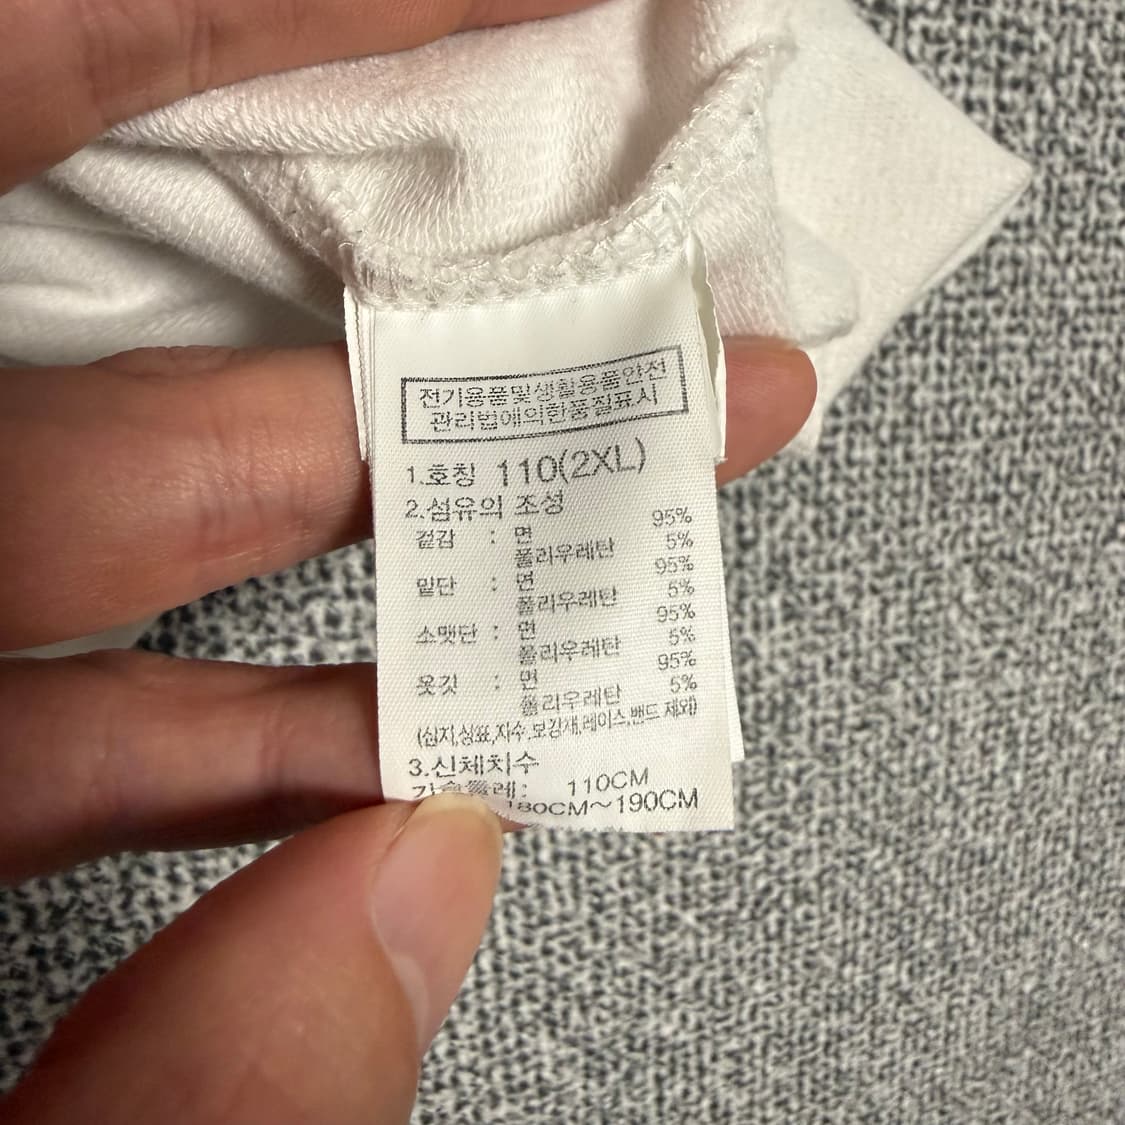 전기용품및생활용품안전
관리법에의한품질표시
1.호칭 110(2XL)
2.섬유의 조성
겉감 : 면 95%
폴리우레탄 5%
밑단 : 면 95%
폴리우레탄 5%
소맷단 : 면 95%
폴리우레탄 5%
옷깃 : 면 95%
폴리우레탄 5%
(심지,상표,자수,보강재,레이스,밴드 제외)
3.신체치수
가슴둘레: 110CM
180CM~190CM